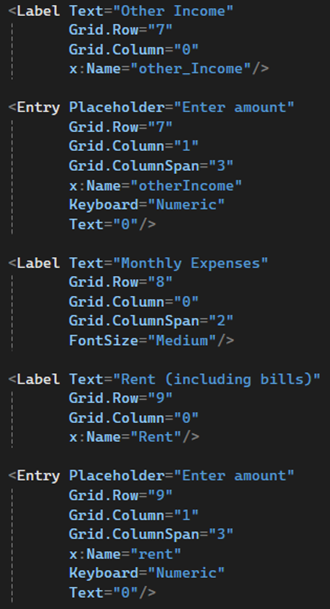 <Label Text="Other Income"
Grid.Row="7"
Grid.Column="0"
x:Name="other_Income"/>
<Entry Placeholder="Enter amount"
Grid.Row="7"
Grid.Column="1"
Grid.ColumnSpan="3"
x:Name="otherIncome"
Keyboard="Numeric"
Text="0"/>
<Label Text="Monthly Expenses"
Grid.Row="8"
Grid.Column="0"
Grid.ColumnSpan="2"
FontSize="Medium"/>
<Label Text="Rent (including bills)"
Grid.Row="9"
Grid.Column="0"
x:Name="Rent"/>
<Entry Placeholder="Enter amount"
Grid.Row="9"
Grid.Column="1"
Grid.ColumnSpan="3"
x:Name="rent"
Keyboard="Numeric"
Text="0"/>